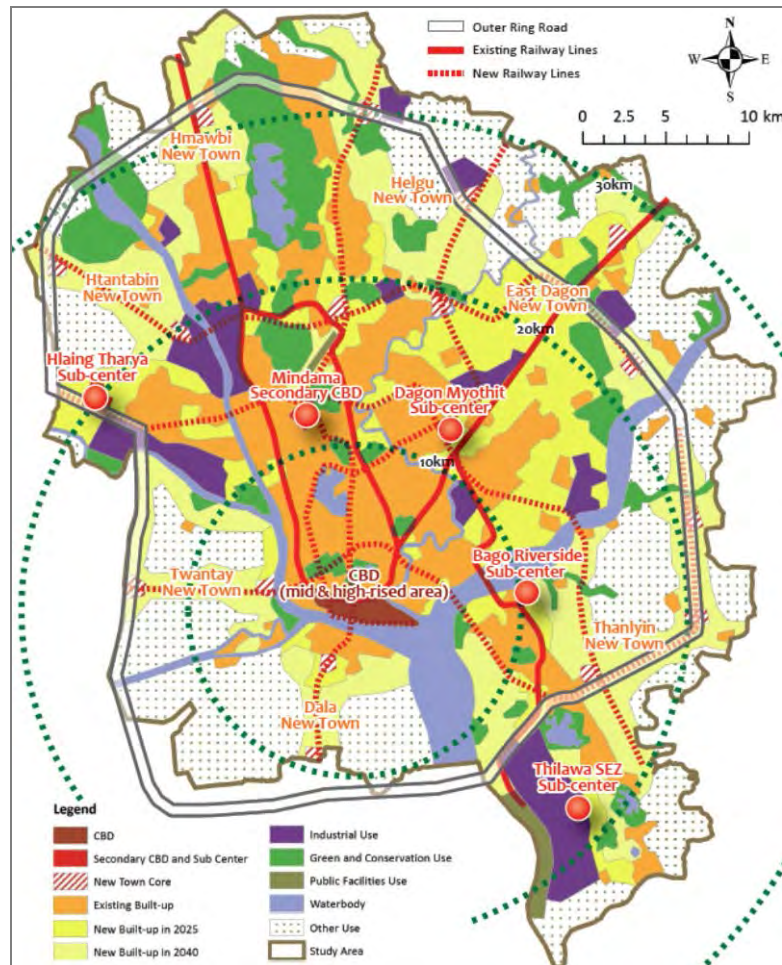 Outer Ring Road
Existing Railway Lines
New Railway Lines
N
W
E
S
0
2.5
5
10 km
Hmawbi
New Town
Helgu
New Town
30km
Htantabin
New Town
East Dagon
New Town
20km
Hlaing Tharya
Sub-center
Mindama
Secondary CBD
Dagon Myothit
Sub-center
10km
Bago Riverside
Sub-center
Twantay
New Town
CBD
(mid & high-rised area)
Thanlyin
New Town
Dala
New Town
Thilawa SEZ
Sub-center
Legend
CBD
Secondary CBD and Sub Center
New Town Core
Existing Built-up
New Built-up in 2025
New Built-up in 2040
Industrial Use
Green and Conservation Use
Public Facilities Use
Waterbody
Other Use
Study Area